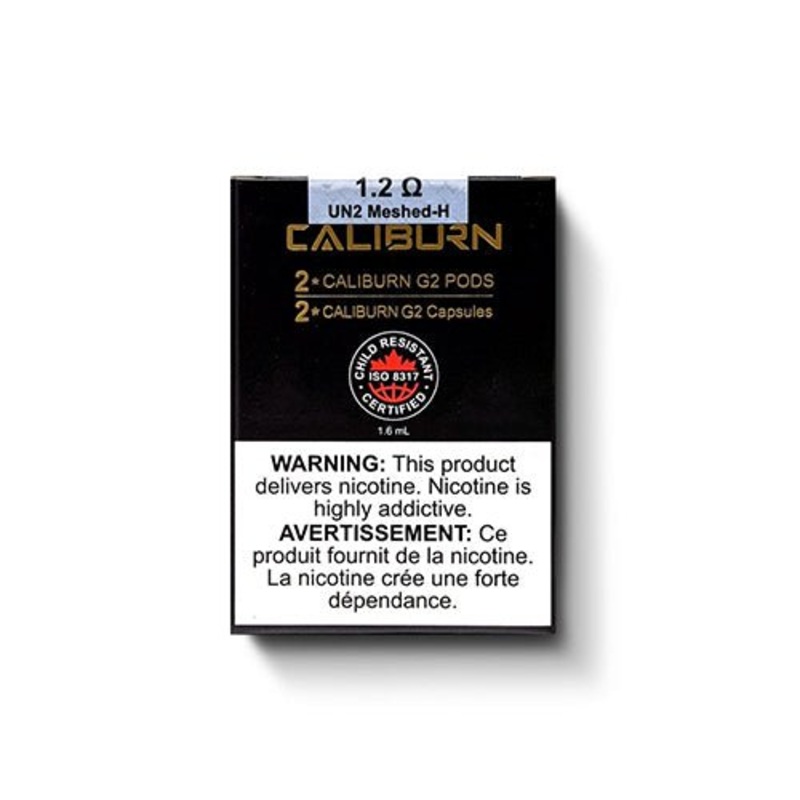 1.2 Ω
UN2 Meshed-H
CALIBURN
2*CALIBURN G2 PODS
2*CALIBURN G2 Capsules
CHILD RESISTANT
ISO 8317
• CERTIFIED •
1.6 mL
WARNING: This product
delivers nicotine. Nicotine is
highly addictive.
AVERTISSEMENT: Ce
produit fournit de la nicotine.
La nicotine crée une forte
dépendance.